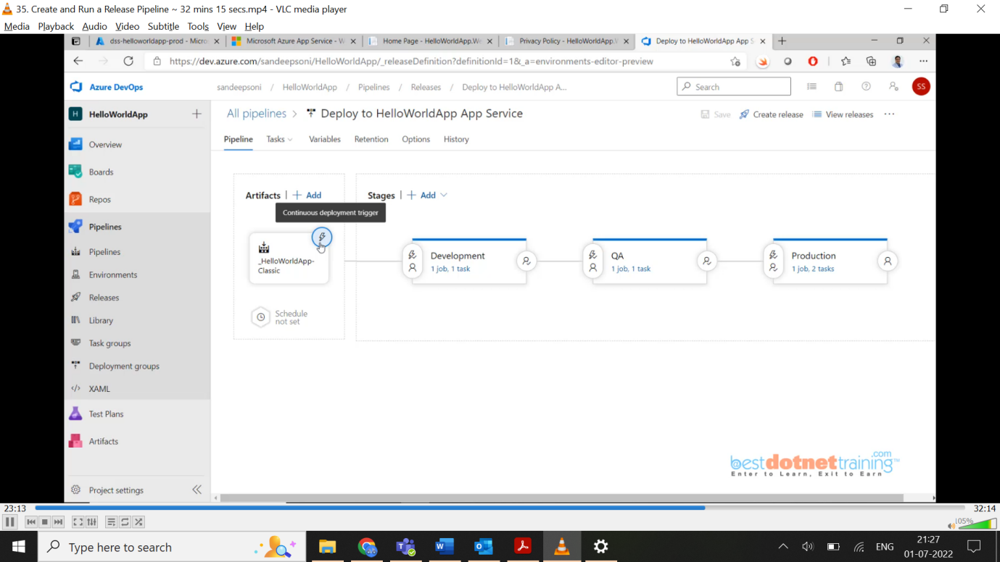 35. Create and Run a Release Pipeline ~ 32 mins 15 secs.mp4 - VLC media player
Media Playback Audio Video Subtitle Tools View Help
dss-helloworldapp-prod - Micro
Microsoft Azure App Service - W
Home Page - HelloWorldApp.We
Privacy Policy - HelloWorldApp.V
Deploy to HelloWorldApp App S
https://dev.azure.com/sandeepsoni/HelloWorldApp/_releaseDefinition?definitionId=1&_a=environments-editor-preview
Azure DevOps
sandeepsoni / HelloWorldApp / Pipelines / Releases / Deploy to HelloWorldApp A...
Search
SS
H HelloWorldApp
All pipelines > Deploy to HelloWorldApp App Service
Save Create release View releases ...
Pipeline Tasks Variables Retention Options History
Overview
Boards
Repos
Pipelines
Pipelines
Environments
Releases
Library
Task groups
Deployment groups
XAML
Test Plans
Artifacts
Project settings
Artifacts | + Add
Stages | + Add
Continuous deployment trigger
_HelloWorldApp-
Classic
Schedule
not set
Development
1 job, 1 task
QA
1 job, 1 task
Production
1 job, 2 tasks
bestdotnettraining.com™
Enter to Learn, Exit to Earn
23:13
32:14
105%
Type here to search
ENG
21:27
01-07-2022